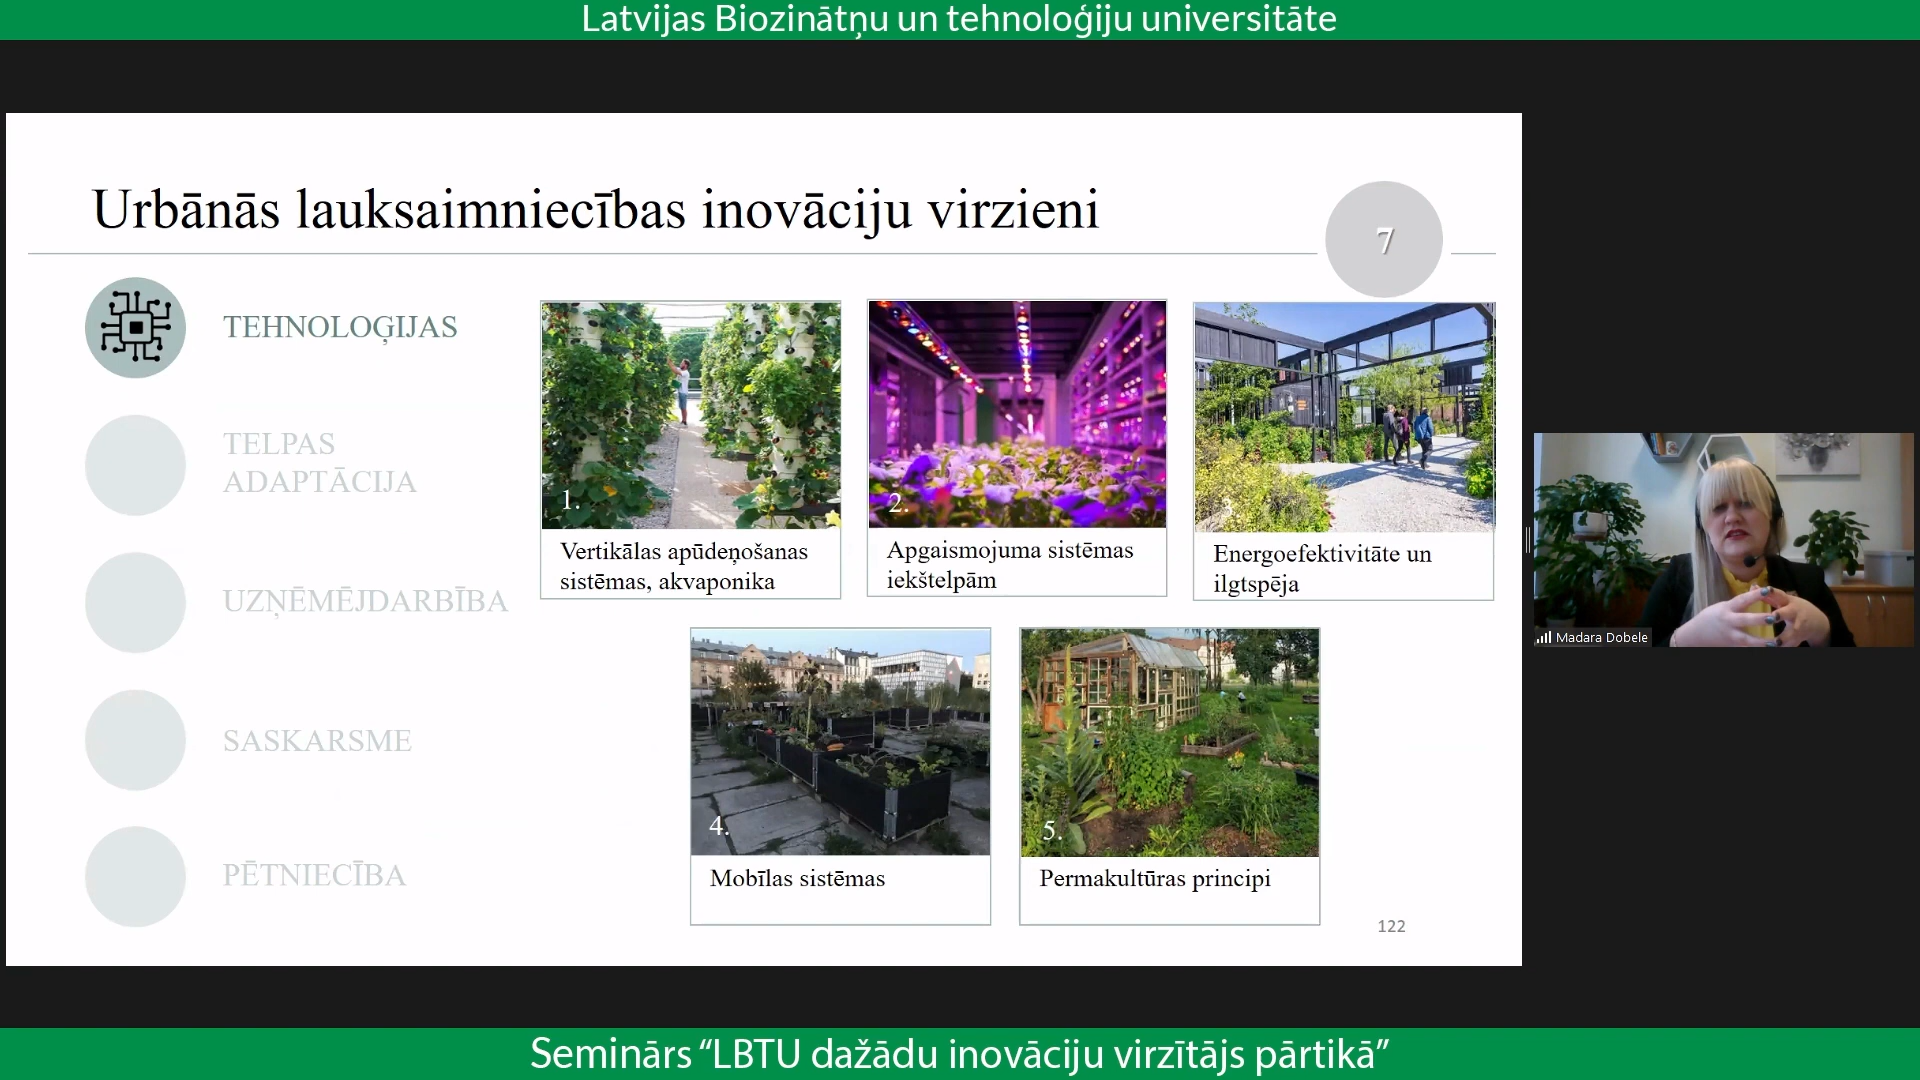 Latvijas Biozinātņu un tehnoloģiju universitāte
Urbānās lauksaimniecības inovāciju virzieni
7
TEHNOLOĢIJAS
TELPAS
ADAPTĀCIJA
UZŅĒMĒJDARBĪBA
SASKARSME
PĒTNIECĪBA
1.
Vertikālas apūdeņošanas
sistēmas, akvaponika
2.
Apgaismojuma sistēmas
iekštelpām
3.
Energoefektivitāte un
ilgtspēja
4.
Mobīlas sistēmas
5.
Permakultūras principi
122
Madara Dobele
Seminārs “LBTU dažādu inovāciju virzītājs pārtikā”